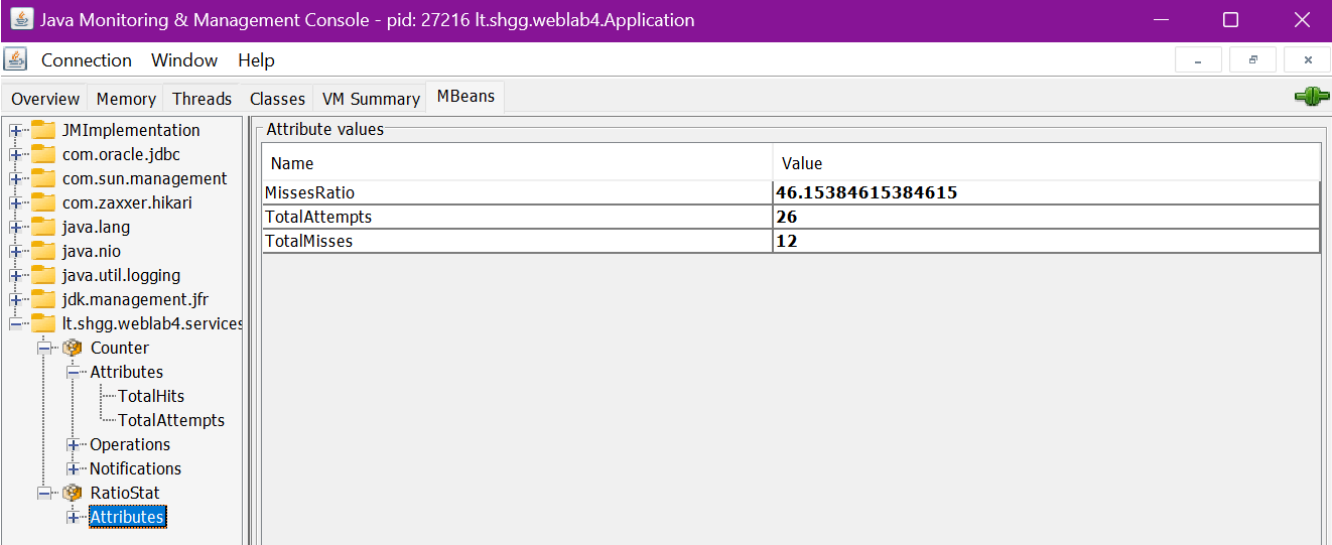 Java Monitoring & Management Console - pid: 27216 lt.shgg.weblab4.Application
Connection Window Help
Overview Memory Threads Classes VM Summary MBeans
JMImplementation
com.oracle.jdbc
com.sun.management
com.zaxxer.hikari
java.lang
java.nio
java.util.logging
jdk.management.jfr
lt.shgg.weblab4.services
Counter
Attributes
TotalHits
TotalAttempts
Operations
Notifications
RatioStat
Attributes
Attribute values
Name Value
MissesRatio 46.15384615384615
TotalAttempts 26
TotalMisses 12